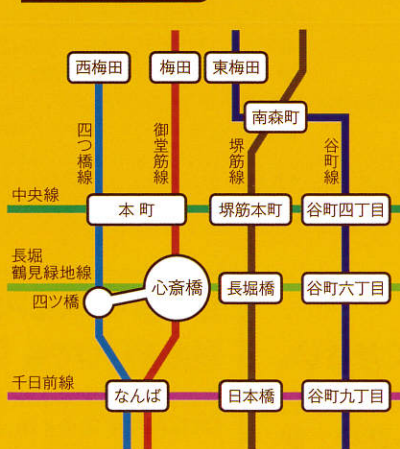 西梅田
梅田
東梅田
南森町
四つ橋線
御堂筋線
堺筋線
谷町線
中央線
本町
堺筋本町
谷町四丁目
長堀
鶴見緑地線
四ツ橋
心斎橋
長堀橋
谷町六丁目
千日前線
なんば
日本橋
谷町九丁目